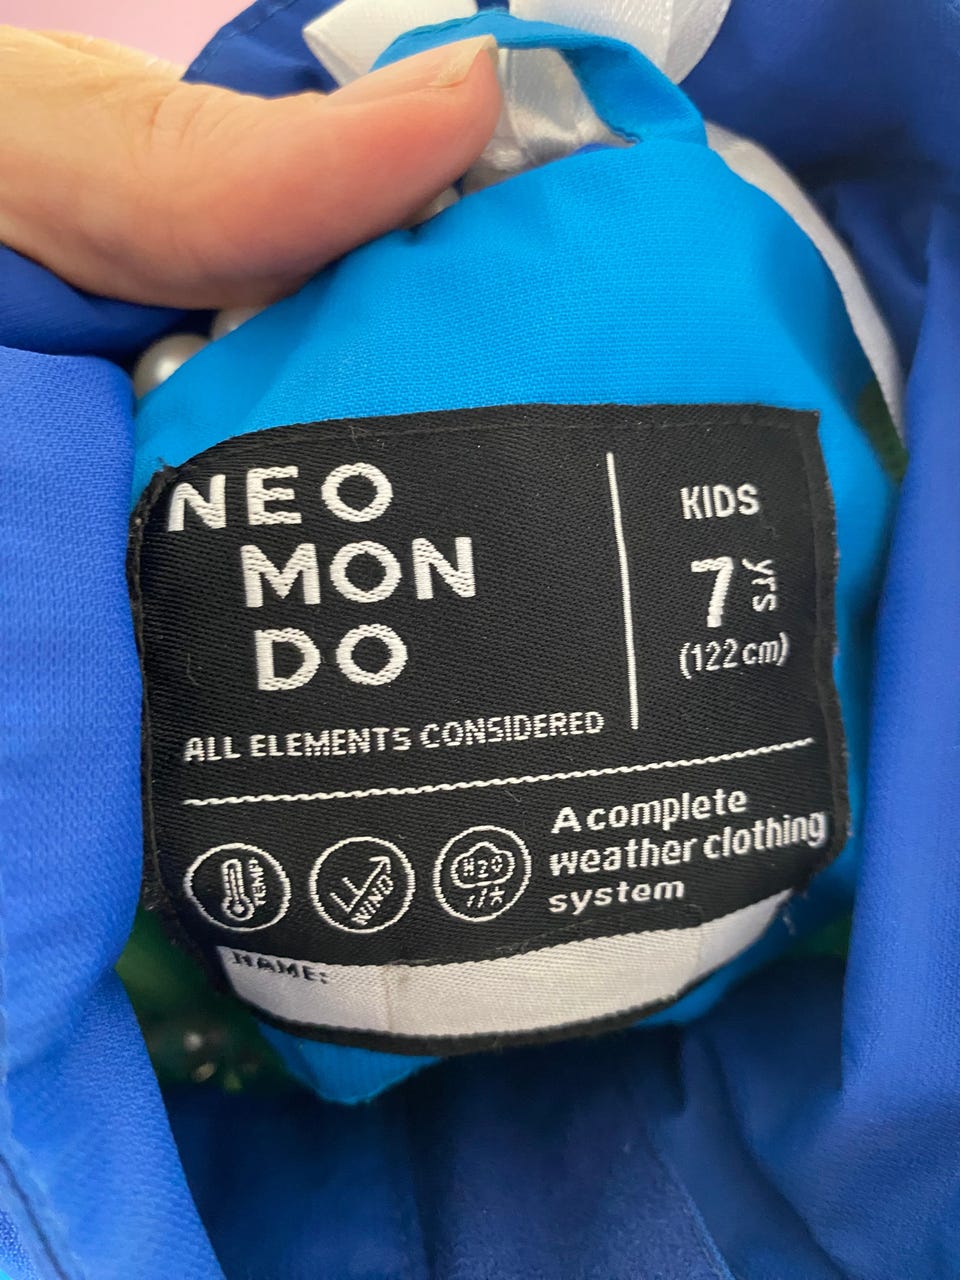 NEO
MON
DO
ALL ELEMENTS CONSIDERED
KIDS
7 yrs
(122 cm)
TEMP
WIND
H2O
A complete
weather clothing
system
NAME: